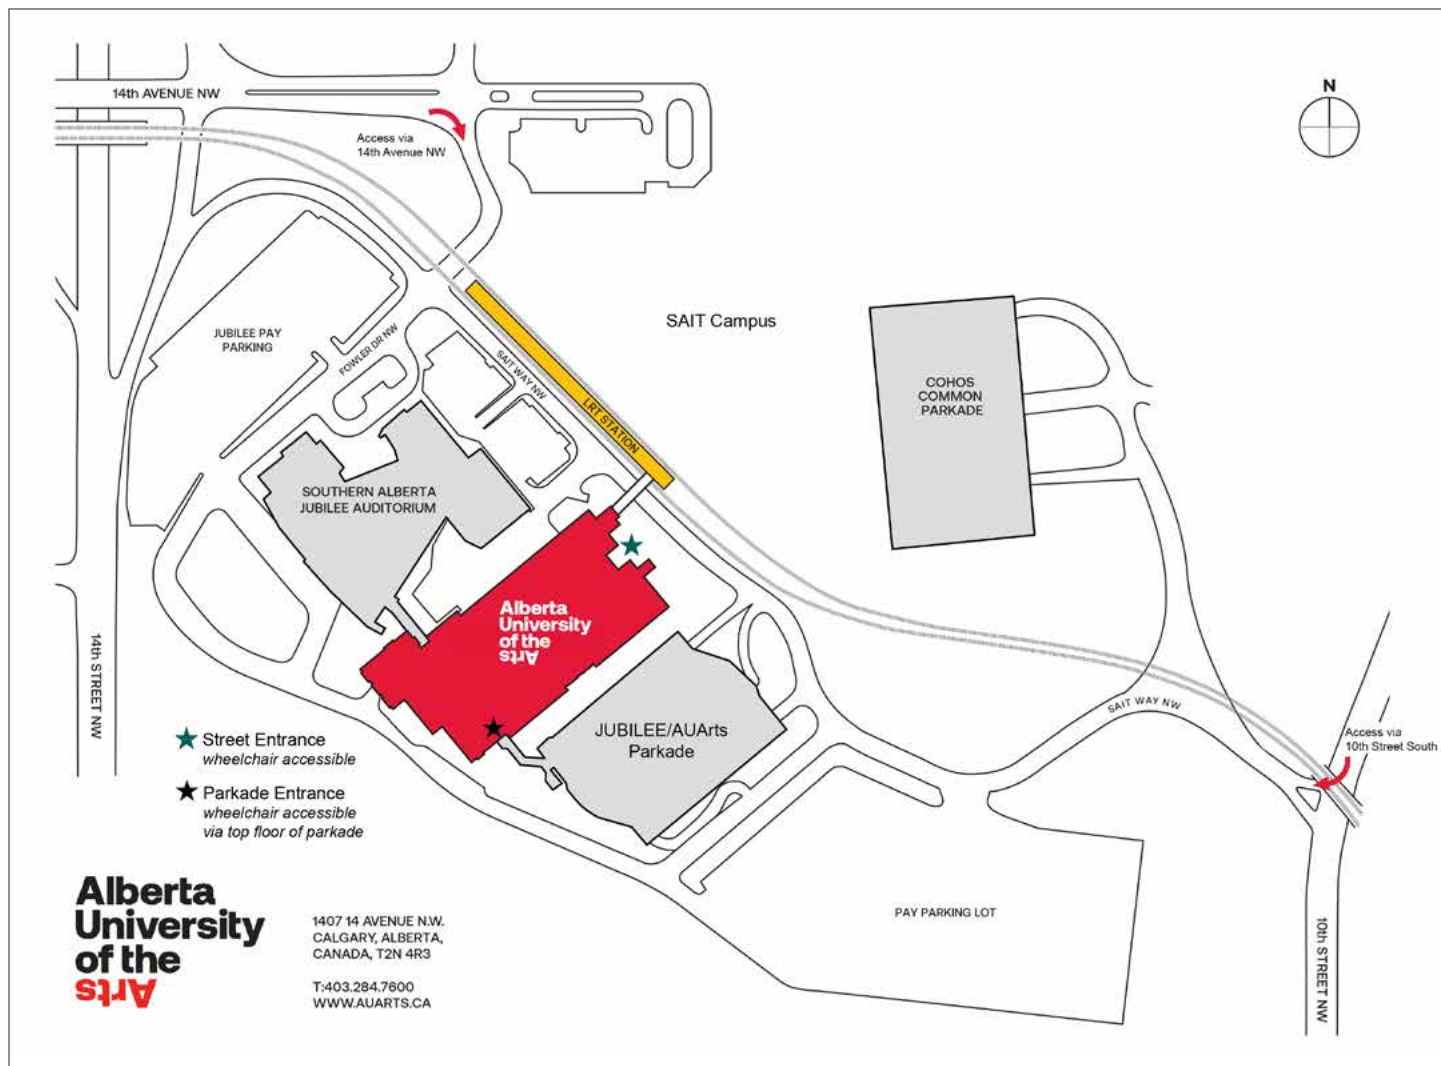 14th AVENUE NW
N
Access via
14th Avenue NW
SAIT Campus
JUBILEE PAY
PARKING
FOWLER DR NW
SAIT WAY NW
LRT STATION
COHOS
COMMON
PARKADE
SOUTHERN ALBERTA
JUBILEE AUDITORIUM
Alberta
University
of the
Arts
14th STREET NW
JUBILEE/AUArts
Parkade
SAIT WAY NW
Access via
10th Street South
Street Entrance
wheelchair accessible
Parkade Entrance
wheelchair accessible
via top floor of parkade
PAY PARKING LOT
10th STREET NW
Alberta
University
of the
Arts
1407 14 AVENUE N.W.
CALGARY, ALBERTA,
CANADA, T2N 4R3
T:403.284.7600
WWW.AUARTS.CA